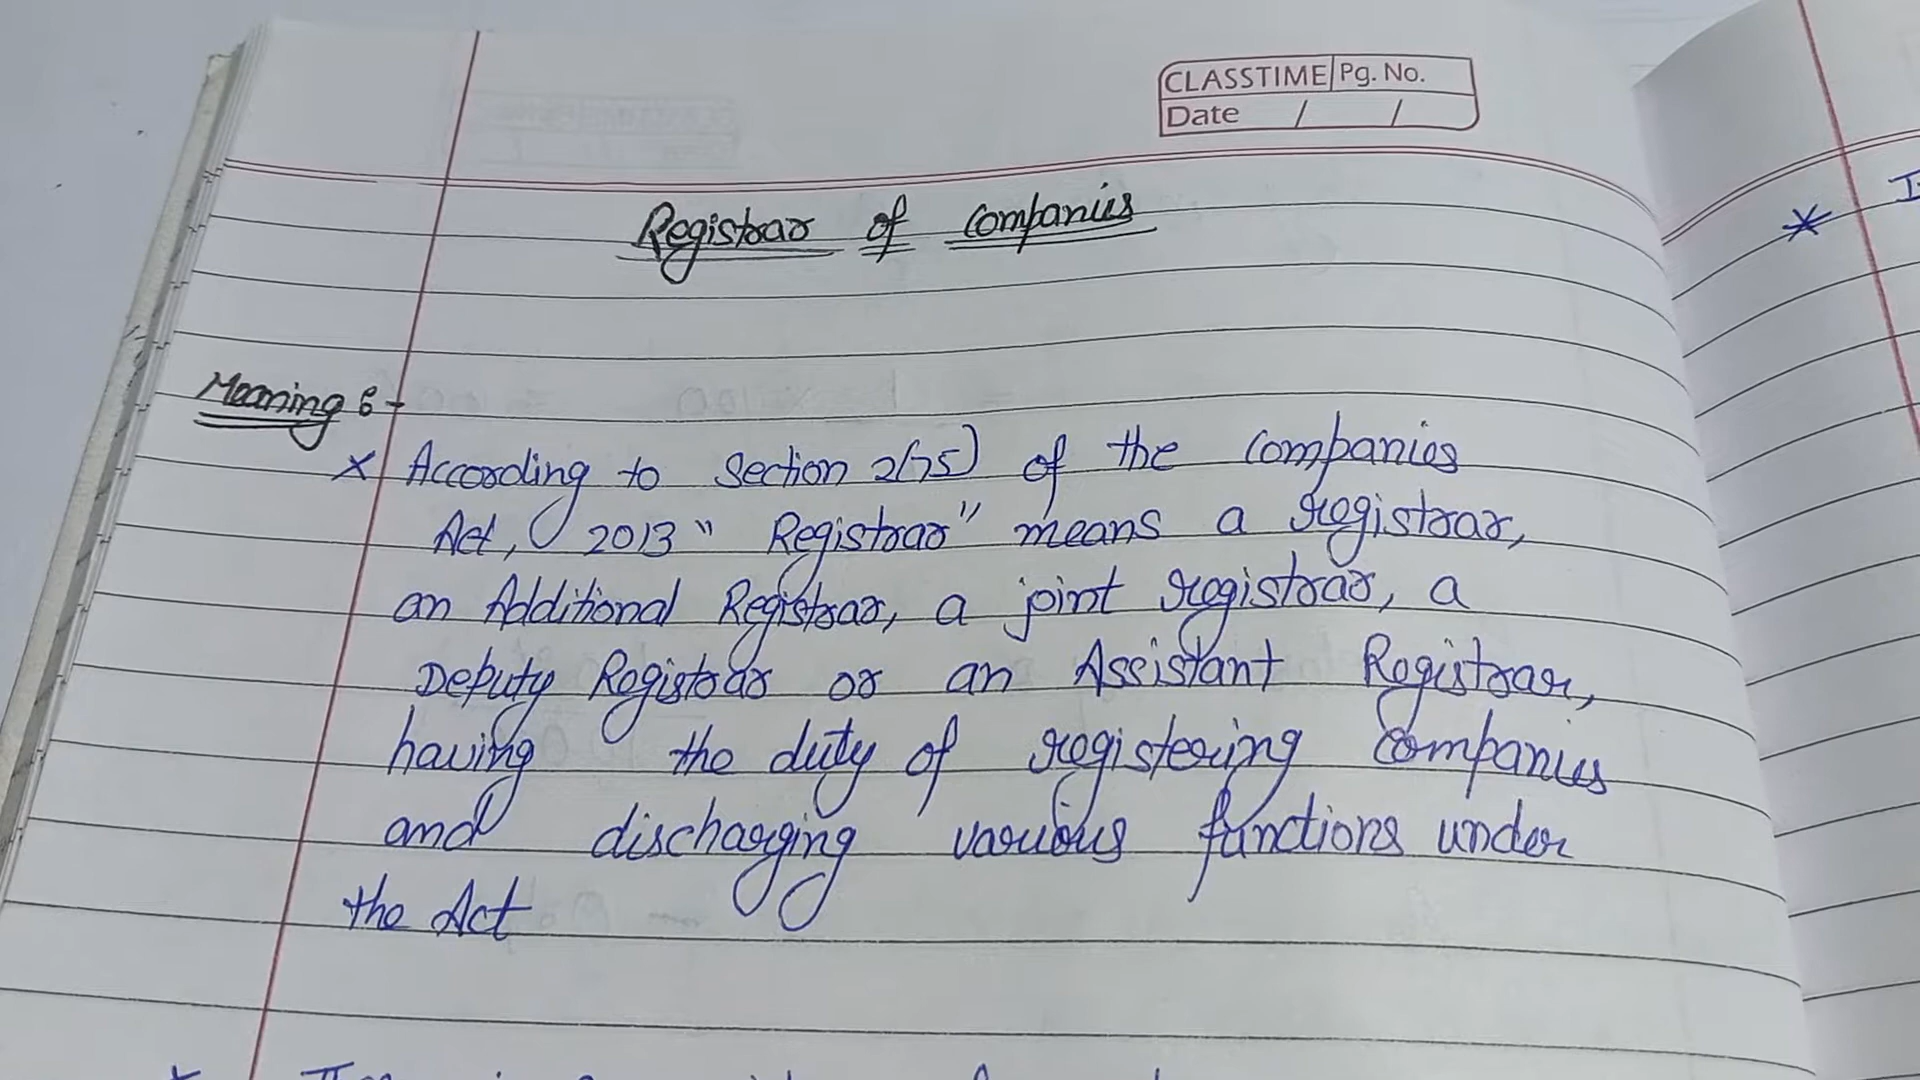 CLASSTIME Pg. No.
Date / /
Registrar of Companies
Meaning :-
x According to Section 2(75) of the Companies
Act, 2013 " Registrar" means a registrar,
an Additional Registrar, a joint registrar, a
Deputy Registrar or an Assistant Registrar,
having the duty of registering Companies
and discharging various functions under
the Act